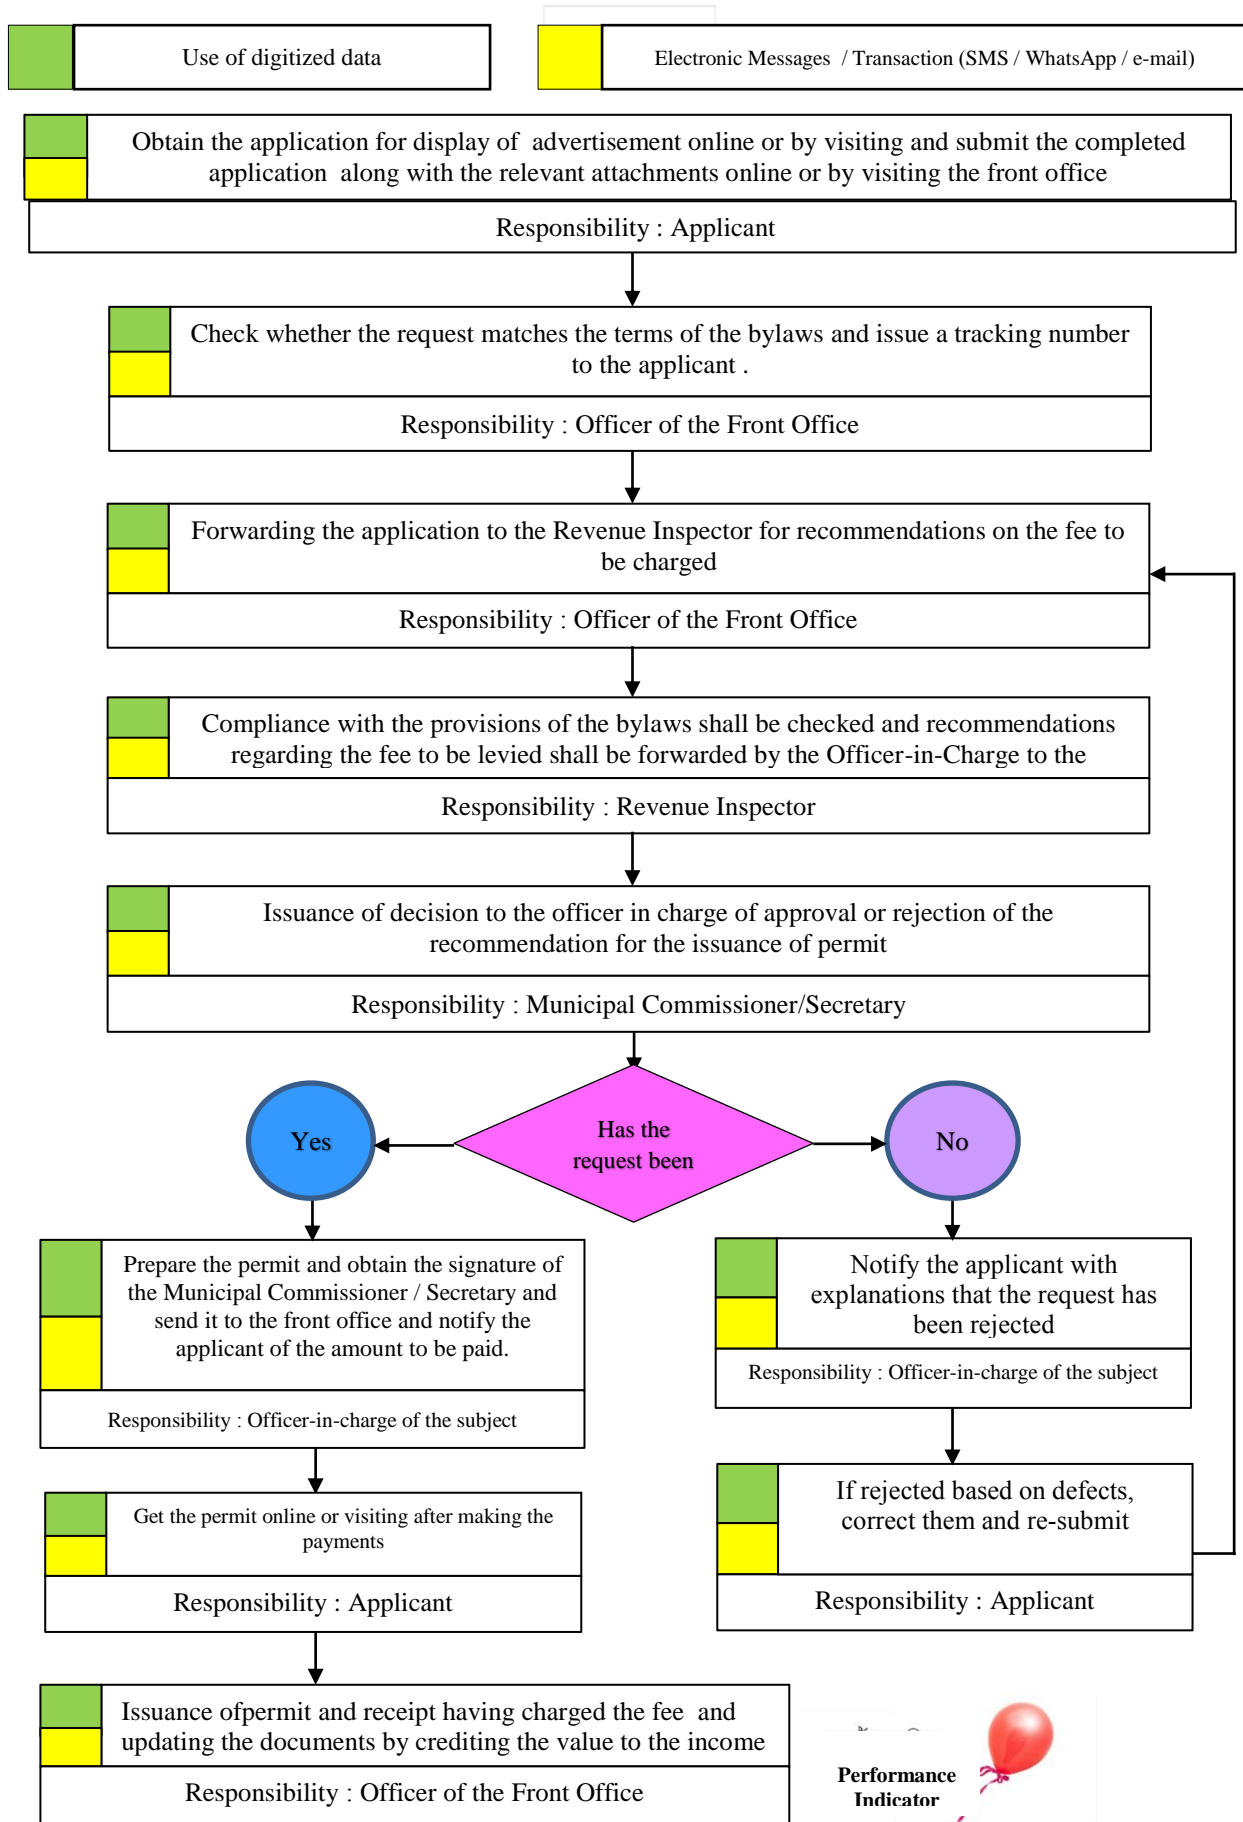 Use of digitized data
Electronic Messages / Transaction (SMS / WhatsApp / e-mail)
Obtain the application for display of advertisement online or by visiting and submit the completed
application along with the relevant attachments online or by visiting the front office
Responsibility : Applicant
Check whether the request matches the terms of the bylaws and issue a tracking number
to the applicant .
Responsibility : Officer of the Front Office
Forwarding the application to the Revenue Inspector for recommendations on the fee to
be charged
Responsibility : Officer of the Front Office
Compliance with the provisions of the bylaws shall be checked and recommendations
regarding the fee to be levied shall be forwarded by the Officer-in-Charge to the
Responsibility : Revenue Inspector
Issuance of decision to the officer in charge of approval or rejection of the
recommendation for the issuance of permit
Responsibility : Municipal Commissioner/Secretary
Has the
request been
Yes
No
Prepare the permit and obtain the signature of
the Municipal Commissioner / Secretary and
send it to the front office and notify the
applicant of the amount to be paid.
Responsibility : Officer-in-charge of the subject
Notify the applicant with
explanations that the request has
been rejected
Responsibility : Officer-in-charge of the subject
Get the permit online or visiting after making the
payments
Responsibility : Applicant
If rejected based on defects,
correct them and re-submit
Responsibility : Applicant
Issuance ofpermit and receipt having charged the fee and
updating the documents by crediting the value to the income
Responsibility : Officer of the Front Office
Performance
Indicator